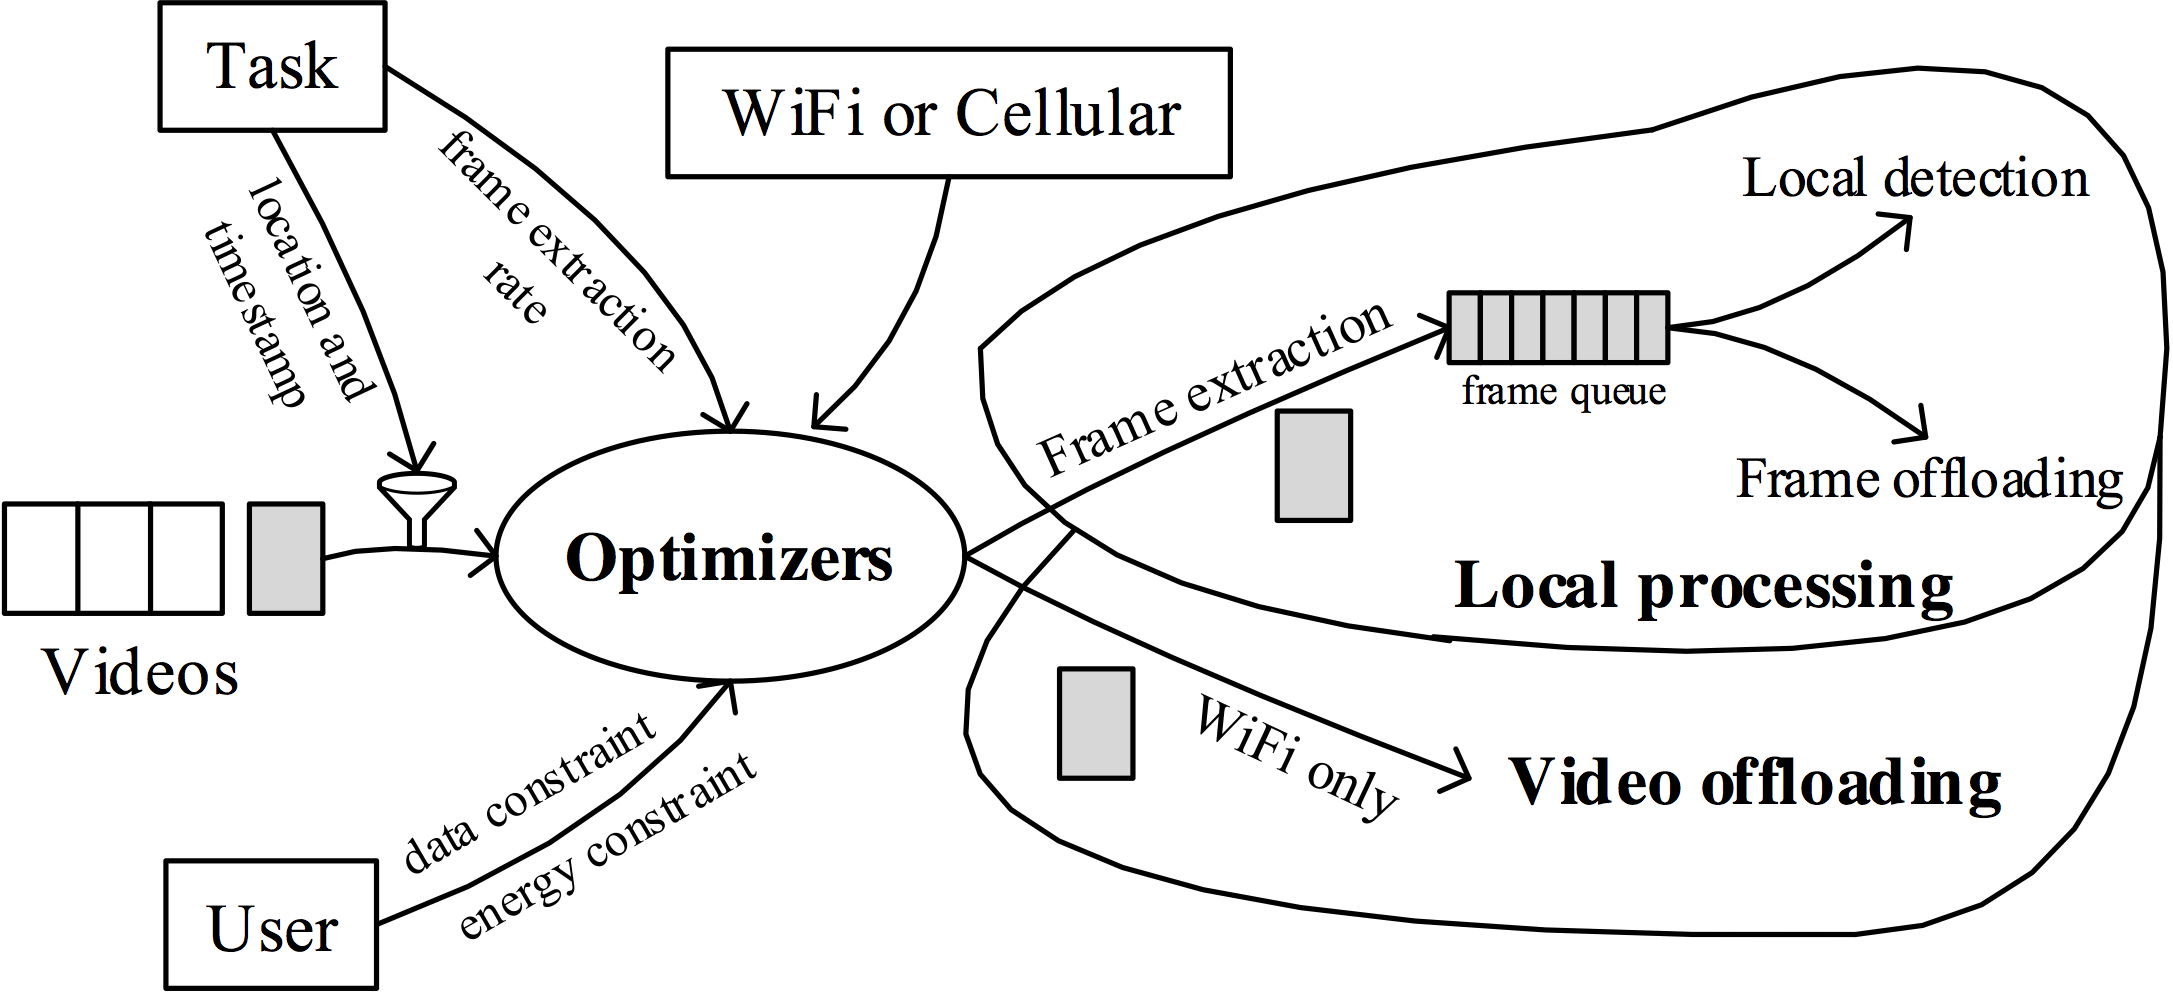 Task
WiFi or Cellular
location and
timestamp
frame extraction
rate
Local detection
Frame extraction
frame queue
Frame offloading
Optimizers
Local processing
Videos
WiFi only
Video offloading
data constraint
energy constraint
User